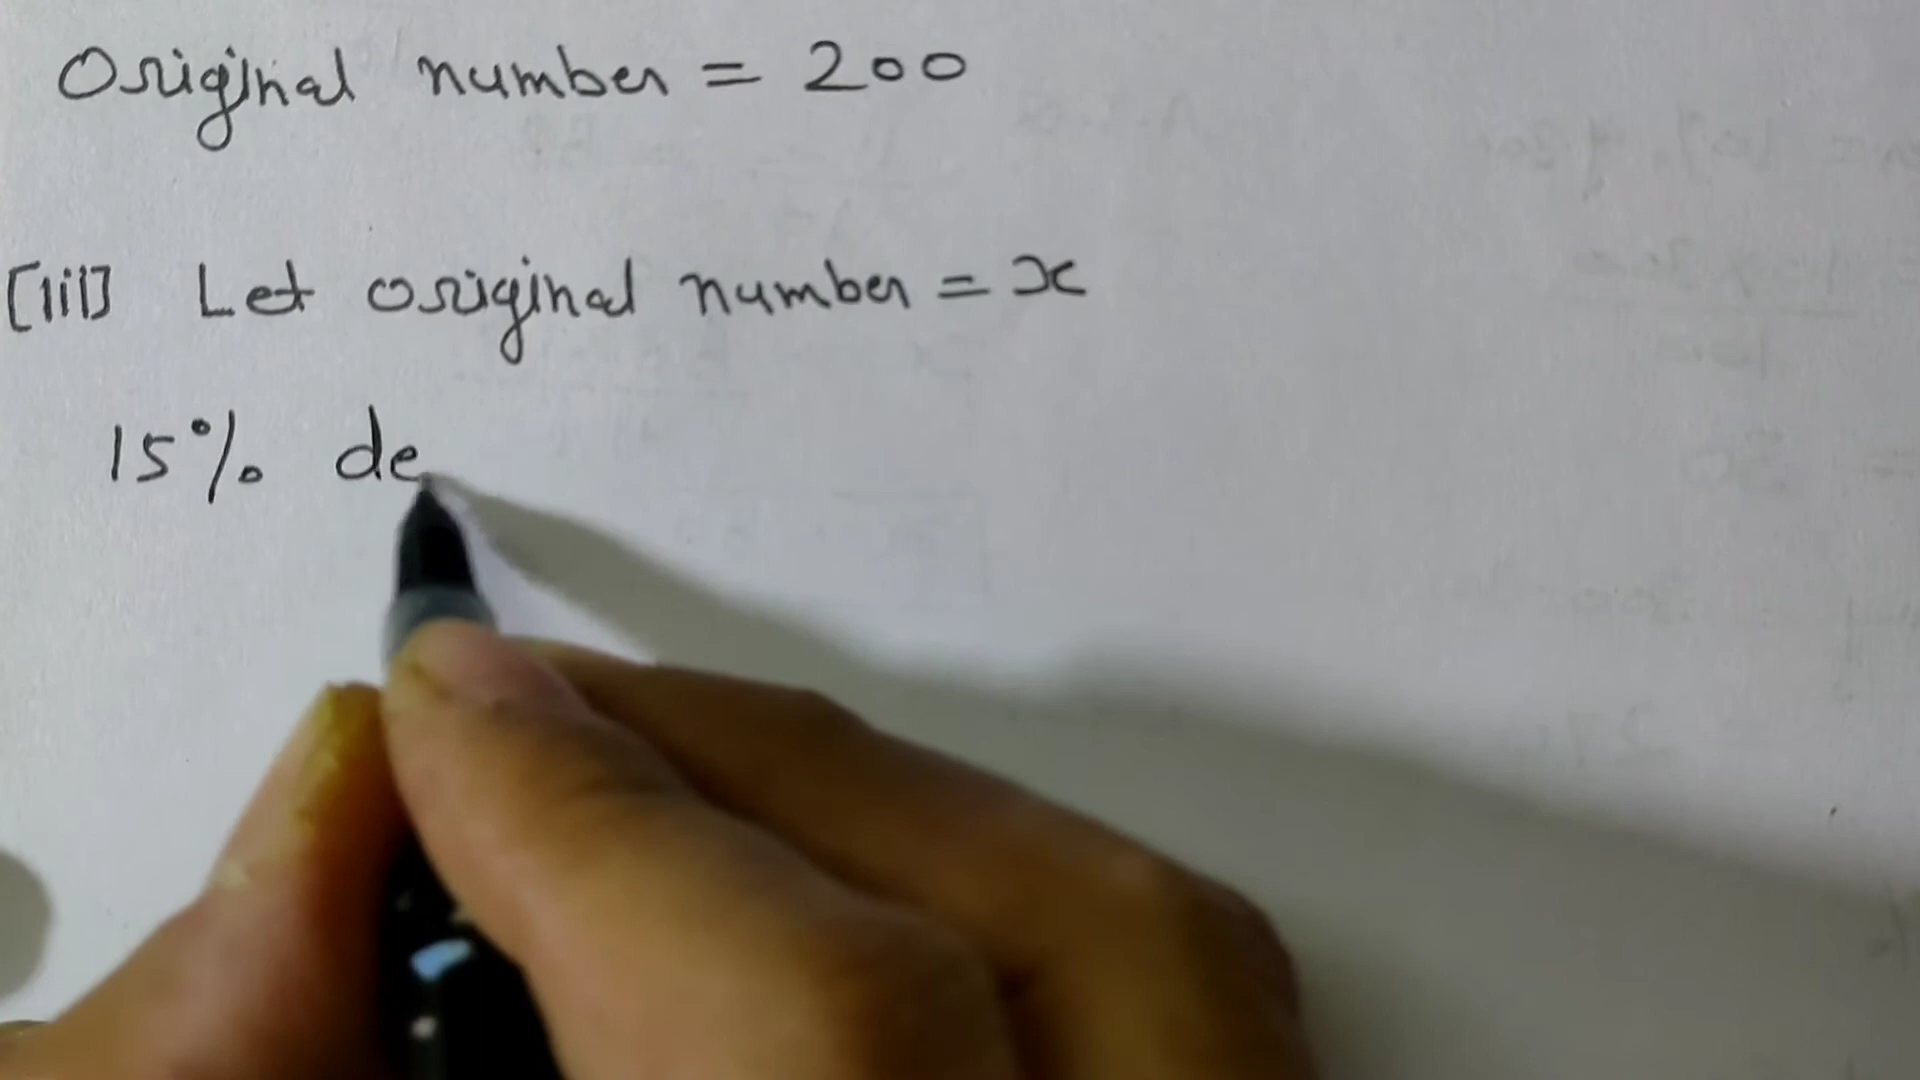 Original number = 200
[iii] Let original number = x
15% de